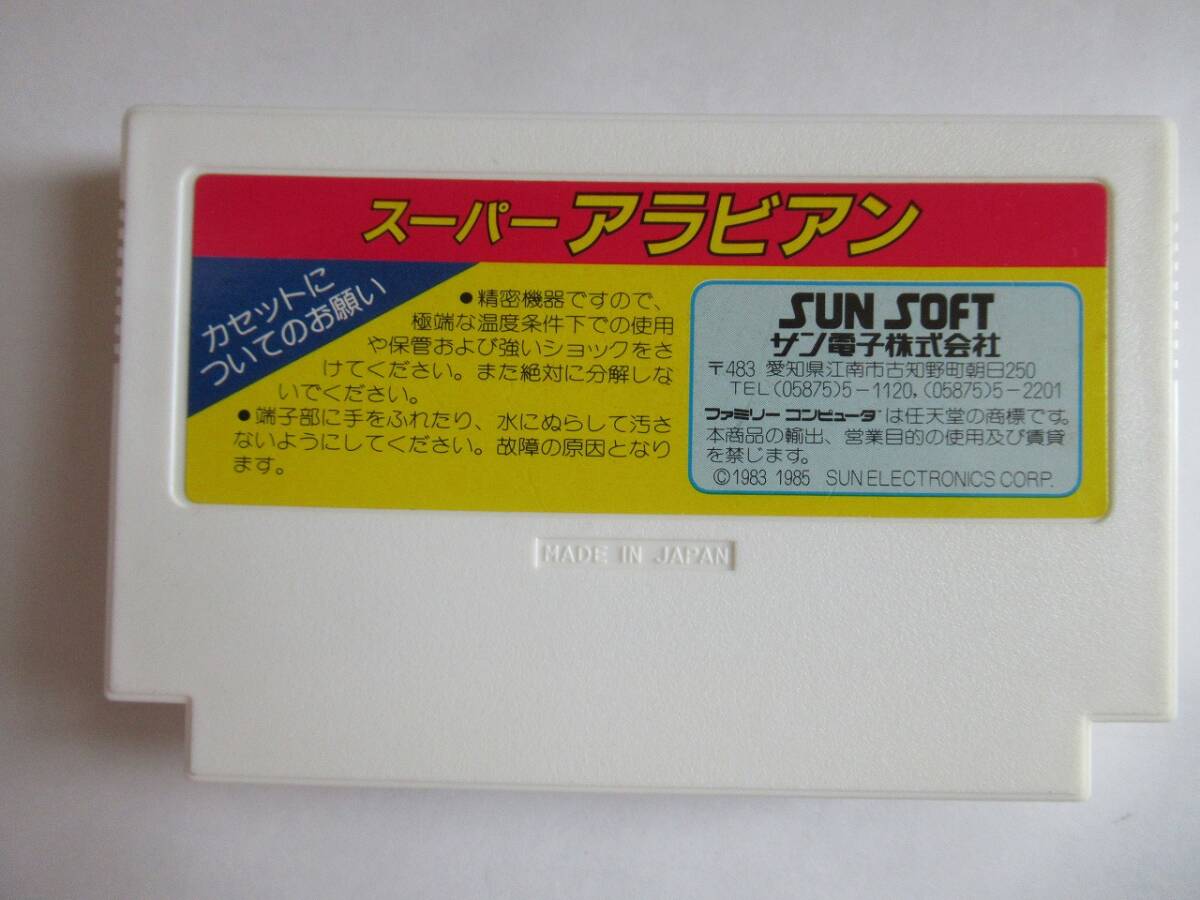 スーパーアラビアン
カセットに
ついてのお願い
●精密機器ですので、
極端な温度条件下での使用
や保管および強いショックをさ
けてください。また絶対に分解しな
いでください。
●端子部に手をふれたり、水にぬらして汚さ
ないようにしてください。故障の原因となり
ます。
SUN SOFT
サン電子株式会社
〒483 愛知県江南市古知野町朝日250
TEL(05875)5-1120,(05875)5-2201
ファミリー コンピュータ™は任天堂の商標です。
本商品の輸出、営業目的の使用及び賃貸
を禁じます。
©1983 1985 SUN ELECTRONICS CORP.
MADE IN JAPAN